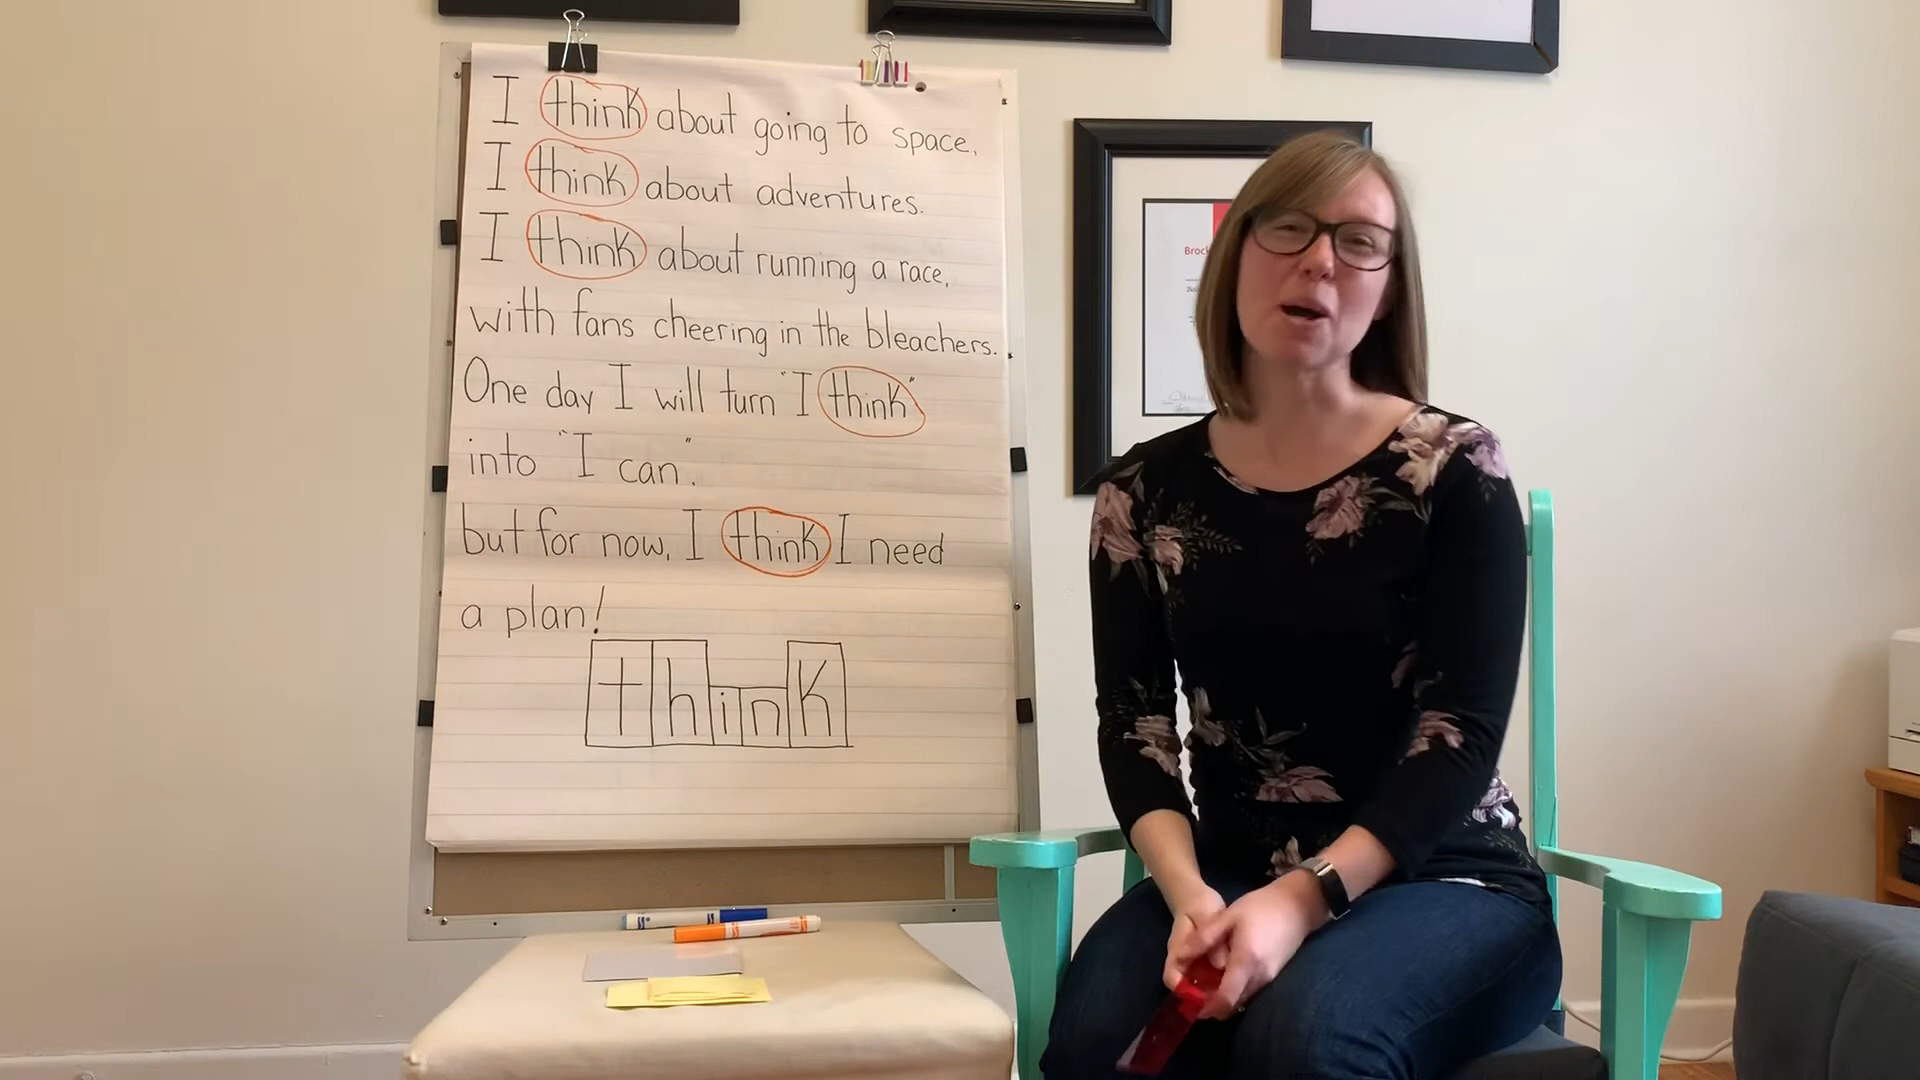 I think about going to space.
I think about adventures.
I think about running a race,
with fans cheering in the bleachers.
One day I will turn "I think"
into "I can",
but for now, I think I need
a plan!
think
Brock